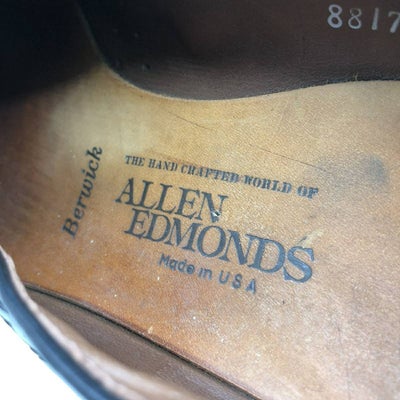 8817
Berwick
THE HAND CRAFTED WORLD OF
ALLEN
EDMONDS
Made in USA